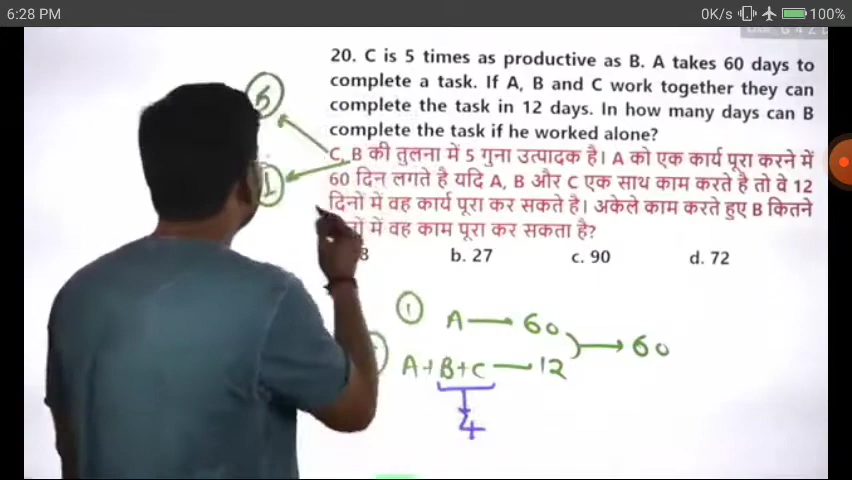 6:28 PM
0K/s
100%
20. C is 5 times as productive as B. A takes 60 days to
complete a task. If A, B and C work together they can
complete the task in 12 days. In how many days can B
complete the task if he worked alone?
C, B की तुलना में 5 गुना उत्पादक है। A को एक कार्य पूरा करने में
60 दिन लगते है यदि A, B और C एक साथ काम करते है तो वे 12
दिनों में वह कार्य पूरा कर सकते है। अकेले काम करते हुए B कितने
में वह काम पूरा कर सकता है?
b. 27 c. 90 d. 72
1
1 A → 60
→ 60
A+B+C — 12
4